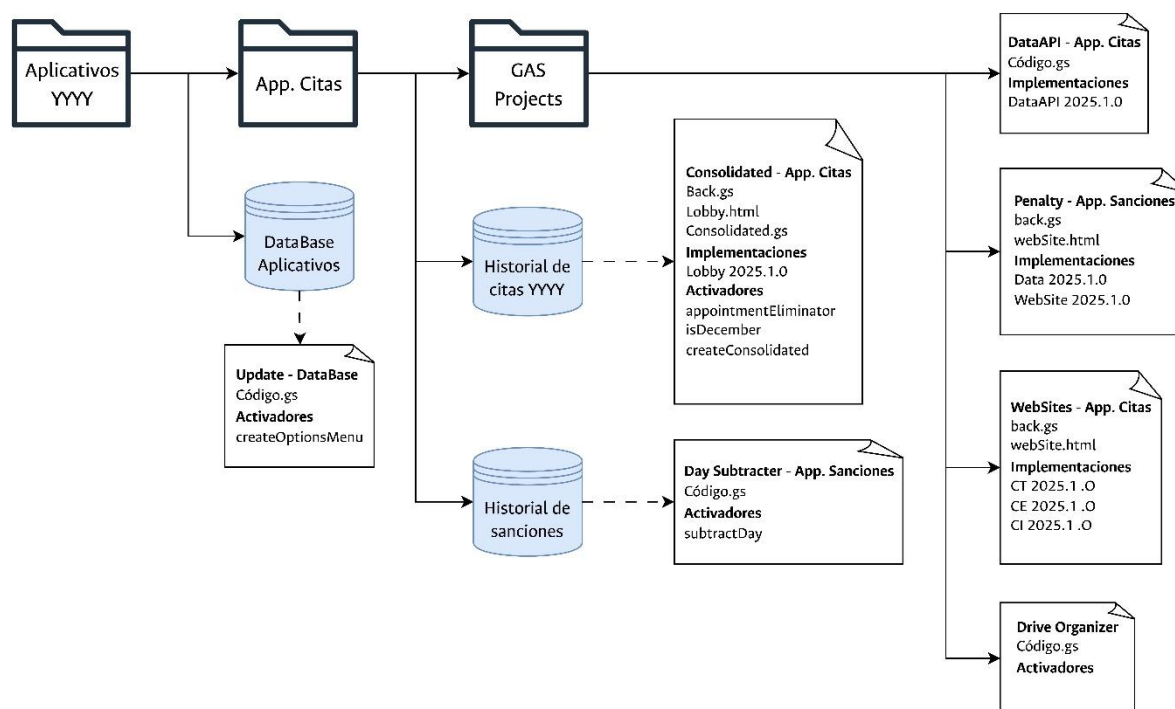 Aplicativos
YYYY
App. Citas
GAS
Projects
DataAPI - App. Citas
Código.gs
Implementaciones
DataAPI 2025.1.0
DataBase
Aplicativos
Update - DataBase
Código.gs
Activadores
createOptionsMenu
Historial de
citas YYYY
Consolidated - App. Citas
Back.gs
Lobby.html
Consolidated.gs
Implementaciones
Lobby 2025.1.0
Activadores
appointmentEliminator
isDecember
createConsolidated
Penalty - App. Sanciones
back.gs
webSite.html
Implementaciones
Data 2025.1.0
WebSite 2025.1.0
Historial de
sanciones
Day Subtracter - App. Sanciones
Código.gs
Activadores
subtractDay
WebSites - App. Citas
back.gs
webSite.html
Implementaciones
CT 2025.1 .O
CE 2025.1 .O
CI 2025.1 .O
Drive Organizer
Código.gs
Activadores